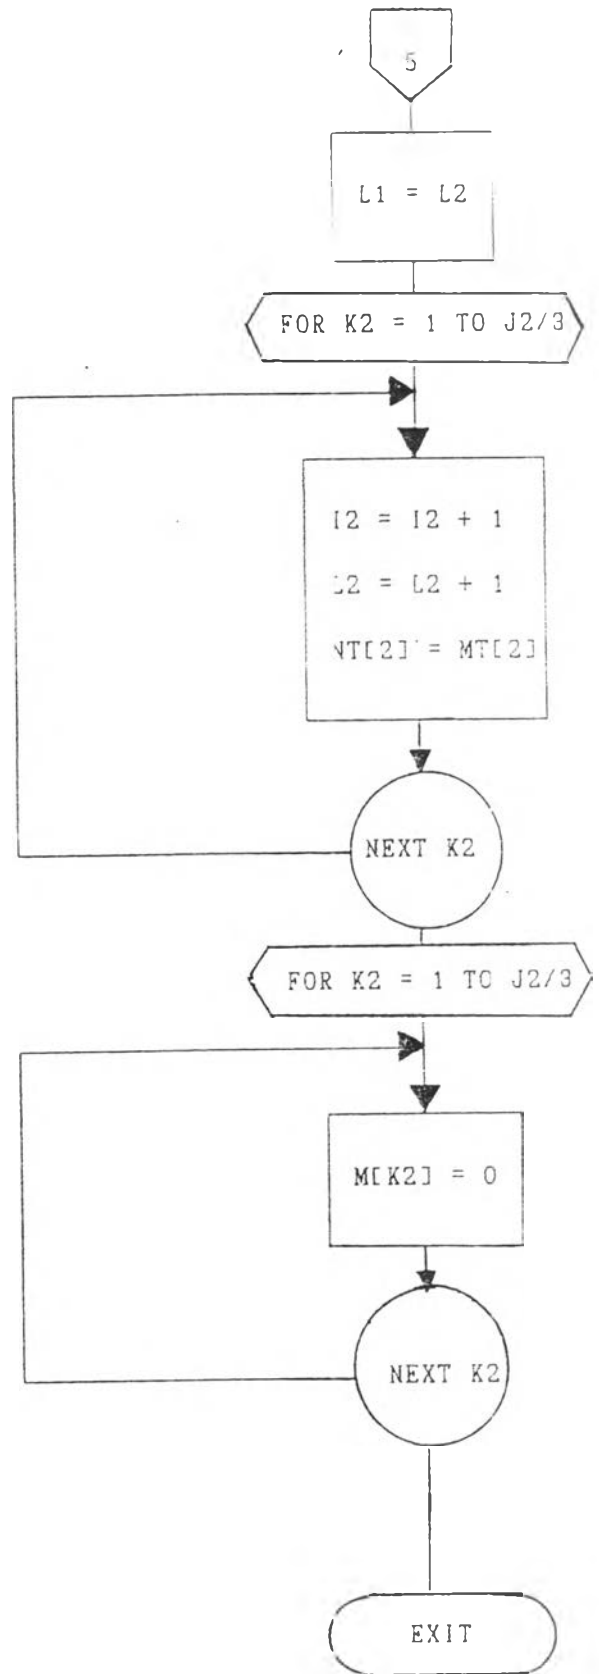 5
L1 = L2
FOR K2 = 1 TO J2/3
I2 = I2 + 1
L2 = L2 + 1
NT[2] = MT[2]
NEXT K2
FOR K2 = 1 TO J2/3
M[K2] = 0
NEXT K2
EXIT